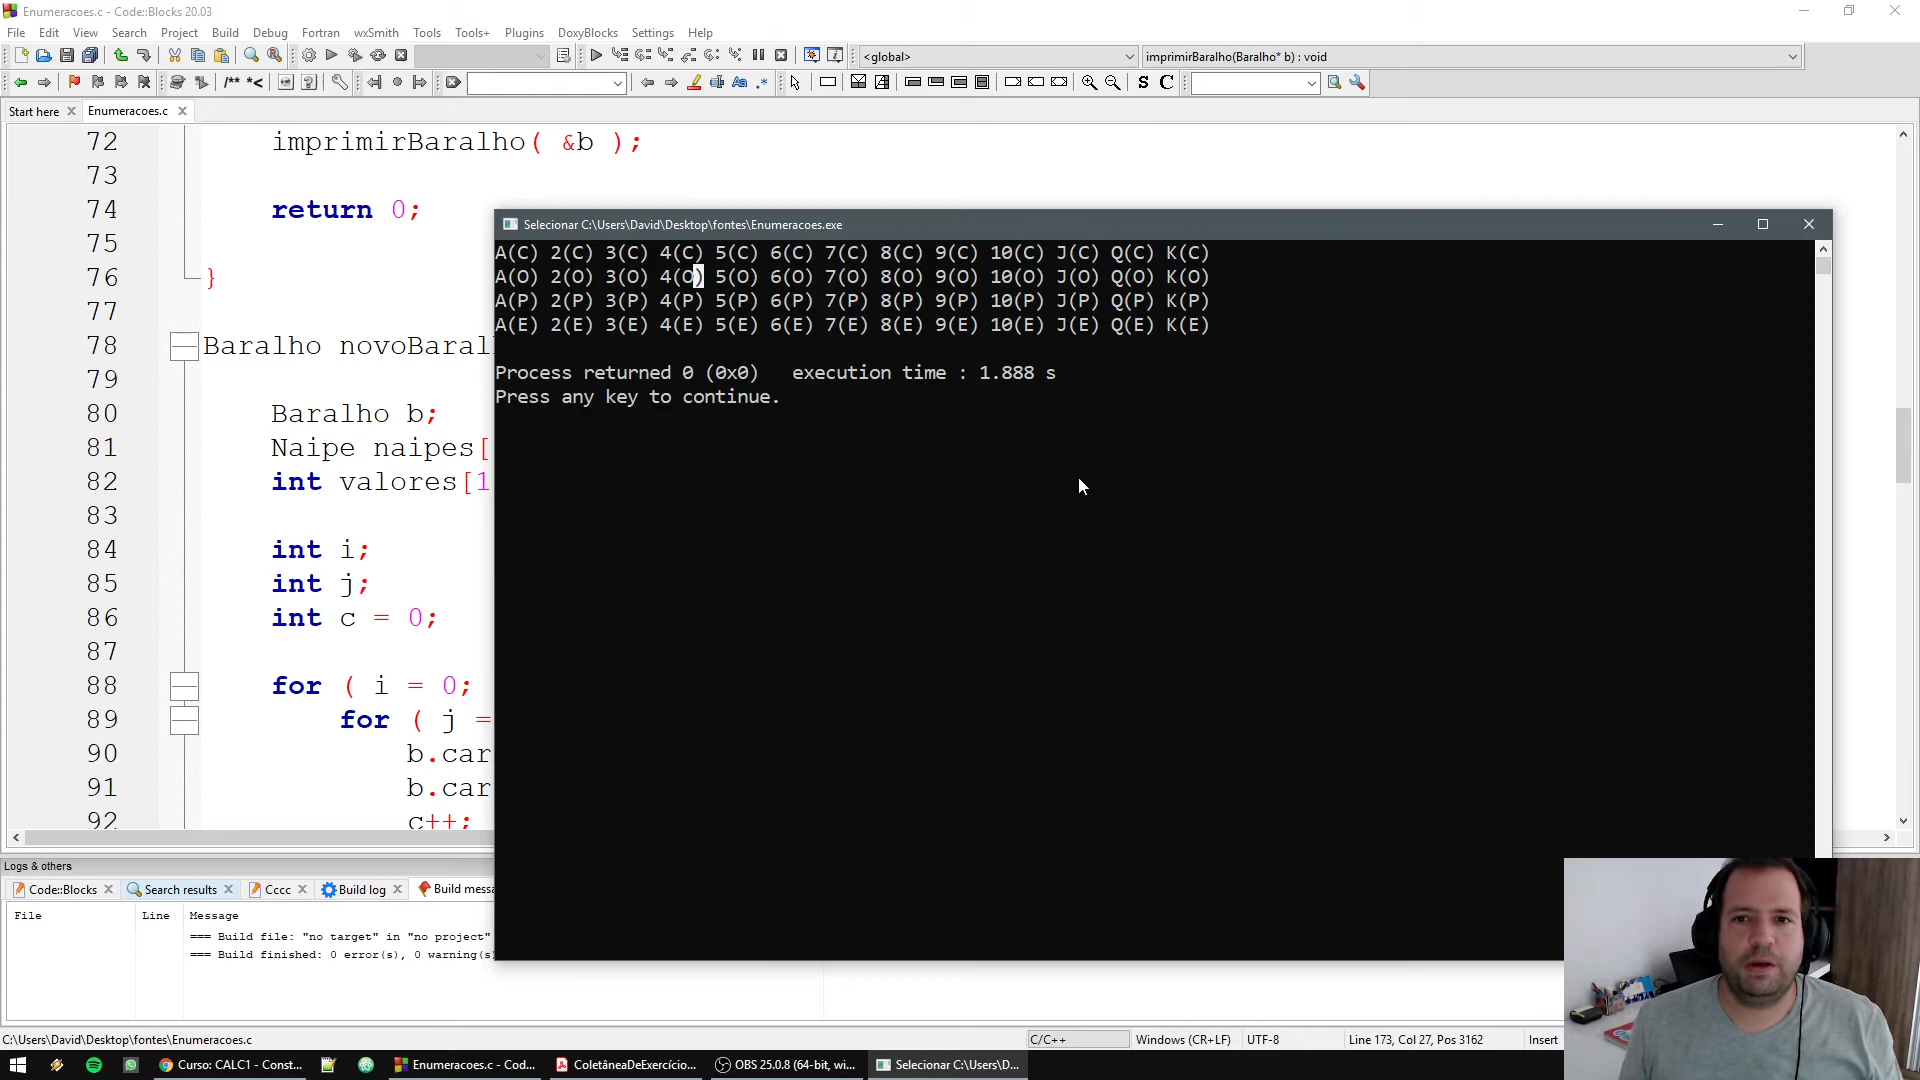 Enumeracoes.c - Code::Blocks 20.03
File Edit View Search Project Build Debug Fortran wxSmith Tools Tools+ Plugins DoxyBlocks Settings Help
<global> imprimirBaralho(Baralho* b) : void
/** *< Aa .* S C
Start here Enumeracoes.c
72 imprimirBaralho( &b );
73
74 return 0;
75
76 }
77
78 Baralho novoBaral
79
80 Baralho b;
81 Naipe naipes[
82 int valores[1
83
84 int i;
85 int j;
86 int c = 0;
87
88 for ( i = 0;
89 for ( j =
90 b.car
91 b.car
92 c++;
Selecionar C:\Users\David\Desktop\fontes\Enumeracoes.exe
A(C) 2(C) 3(C) 4(C) 5(C) 6(C) 7(C) 8(C) 9(C) 10(C) J(C) Q(C) K(C)
A(O) 2(O) 3(O) 4(O) 5(O) 6(O) 7(O) 8(O) 9(O) 10(O) J(O) Q(O) K(O)
A(P) 2(P) 3(P) 4(P) 5(P) 6(P) 7(P) 8(P) 9(P) 10(P) J(P) Q(P) K(P)
A(E) 2(E) 3(E) 4(E) 5(E) 6(E) 7(E) 8(E) 9(E) 10(E) J(E) Q(E) K(E)
Process returned 0 (0x0) execution time : 1.888 s
Press any key to continue.
Logs & others
Code::Blocks Search results Cccc Build log Build messa
File Line Message
=== Build file: "no target" in "no project"
=== Build finished: 0 error(s), 0 warning(s)
C:\Users\David\Desktop\fontes\Enumeracoes.c C/C++ Windows (CR+LF) UTF-8 Line 173, Col 27, Pos 3162 Insert
Curso: CALC1 - Const... Enumeracoes.c - Cod... ColetâneaDeExercício... OBS 25.0.8 (64-bit, wi... Selecionar C:\Users\D...